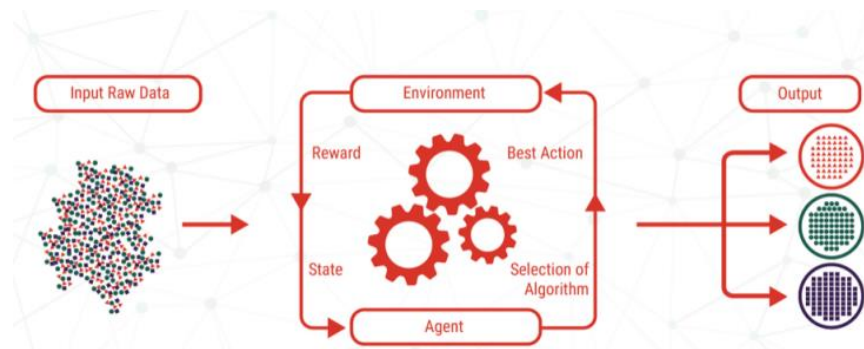 Input Raw Data
Environment
Output
Reward
Best Action
State
Selection of
Algorithm
Agent